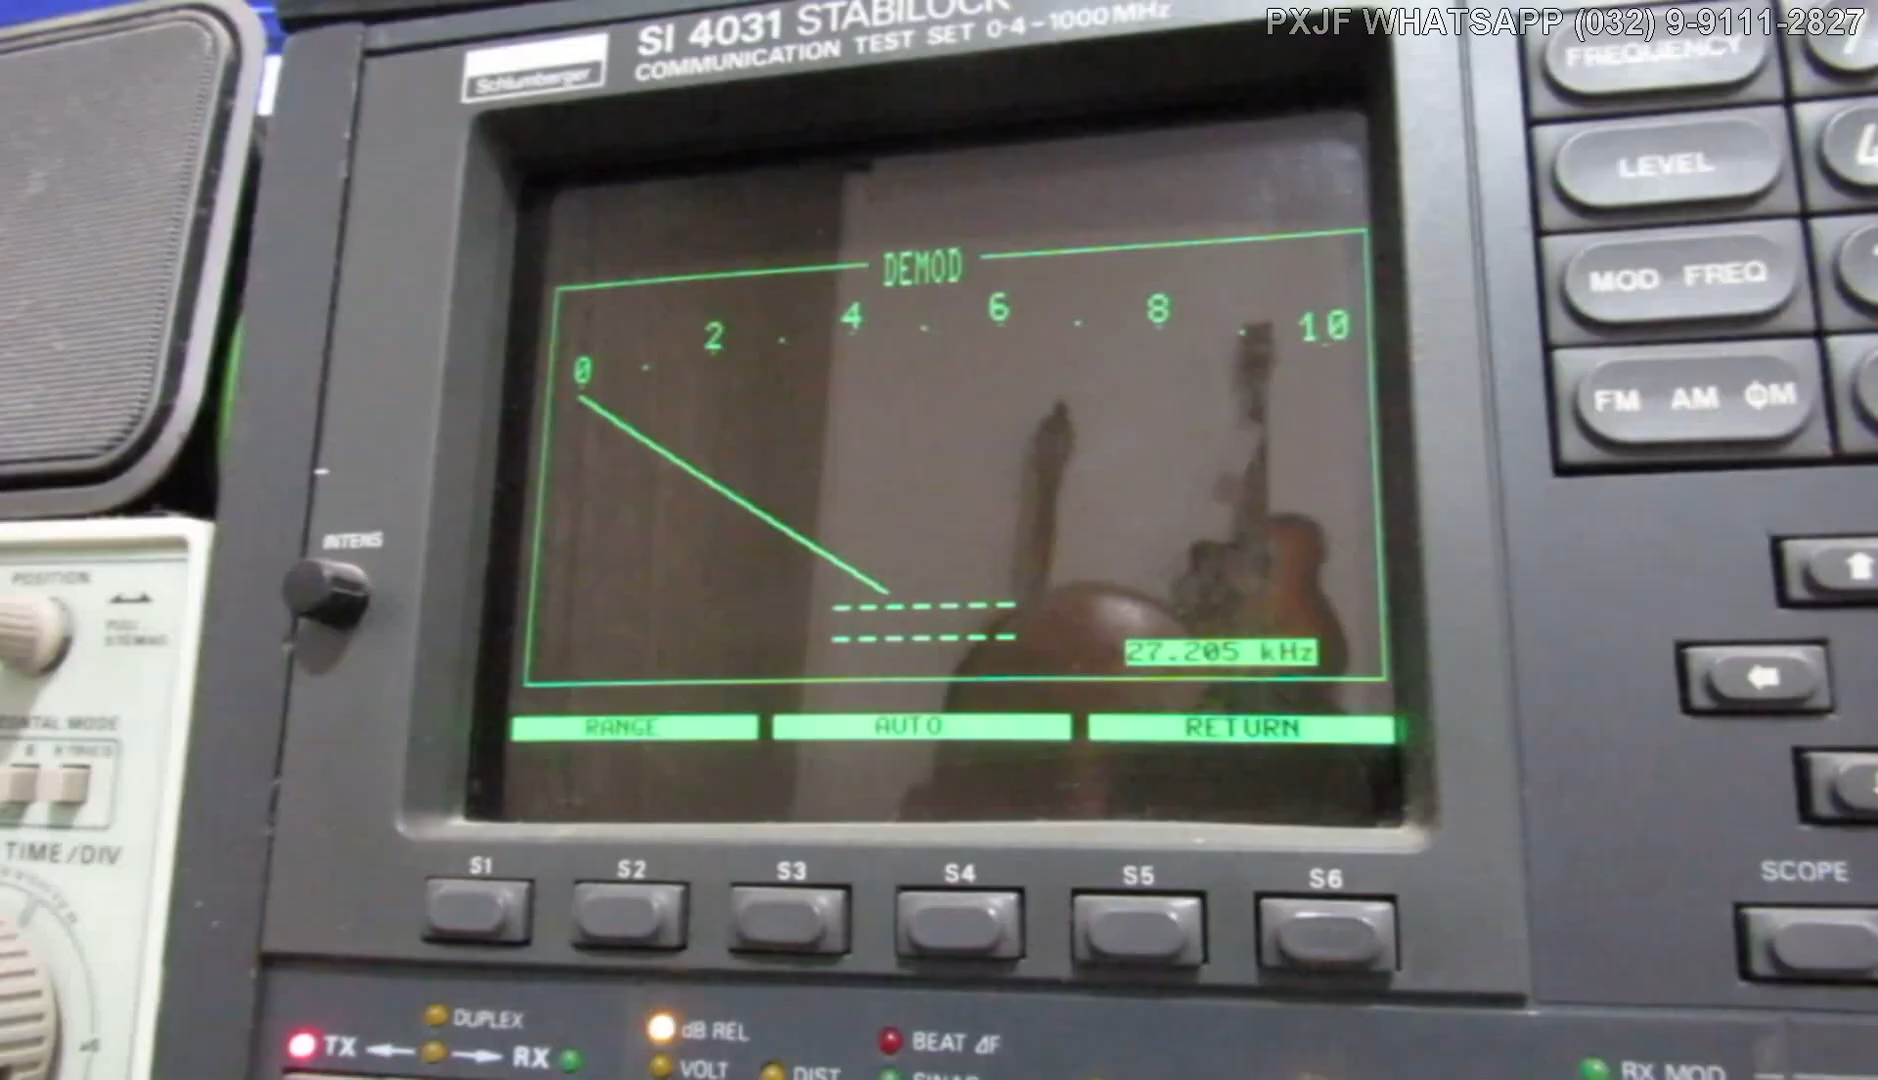 PXJF WHATSAPP (032) 9-9111-2827
SI 4031 STABILOCK
COMMUNICATION TEST SET 0·4-1000MHz
Schlumberger
FREQUENCY
LEVEL
MOD FREQ
FM AM ΦM
DEMOD
0 . 2 . 4 . 6 . 8 . 10
27.205 kHz
RANGE AUTO RETURN
INTENS
POSITION
TIME/DIV
S1 S2 S3 S4 S5 S6
SCOPE
DUPLEX
TX RX
dB REL
VOLT
DIST
BEAT ΔF
SINAD
RX MOD